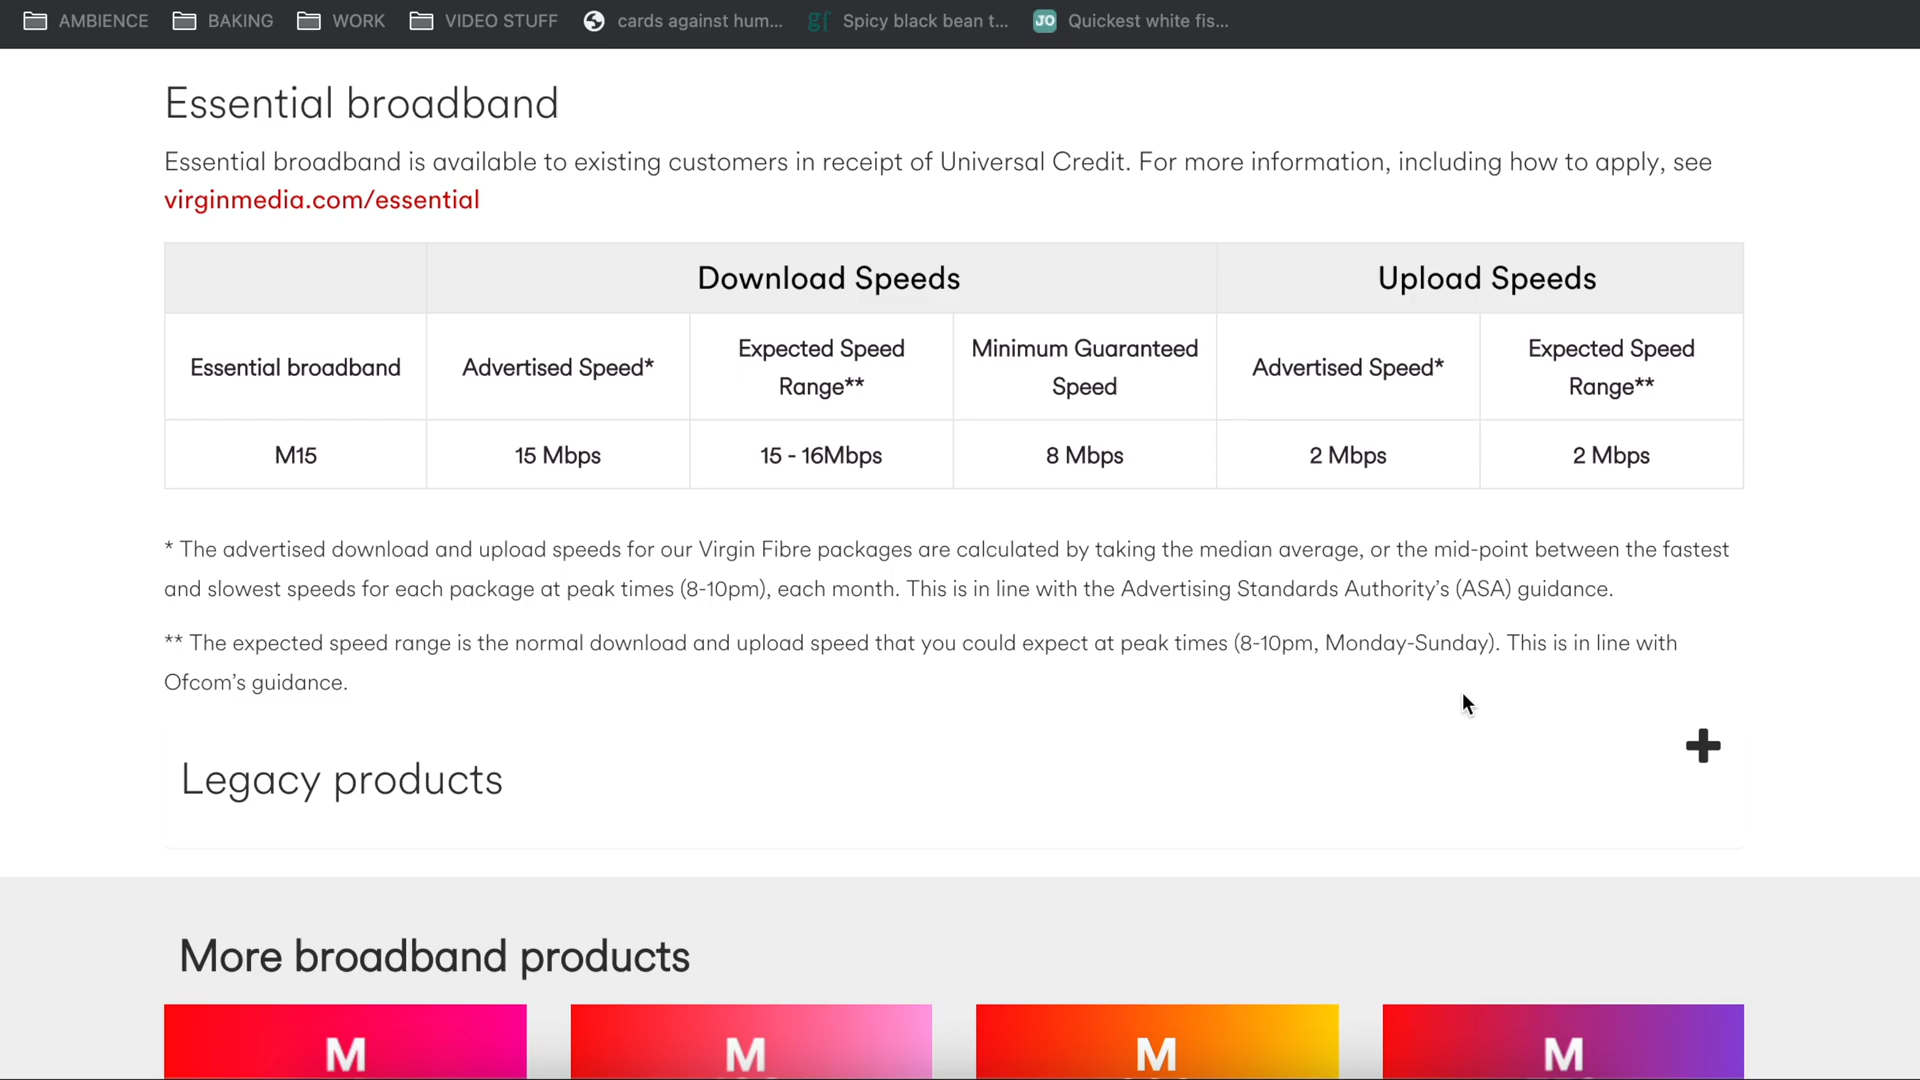 AMBIENCE BAKING WORK VIDEO STUFF cards against hum... gf Spicy black bean t... JO Quickest white fis...
Essential broadband
Essential broadband is available to existing customers in receipt of Universal Credit. For more information, including how to apply, see
virginmedia.com/essential
Download Speeds Upload Speeds
Essential broadband Advertised Speed* Expected Speed Range** Minimum Guaranteed Speed Advertised Speed* Expected Speed Range**
M15 15 Mbps 15 - 16Mbps 8 Mbps 2 Mbps 2 Mbps
* The advertised download and upload speeds for our Virgin Fibre packages are calculated by taking the median average, or the mid-point between the fastest
and slowest speeds for each package at peak times (8-10pm), each month. This is in line with the Advertising Standards Authority's (ASA) guidance.
** The expected speed range is the normal download and upload speed that you could expect at peak times (8-10pm, Monday-Sunday). This is in line with
Ofcom's guidance.
Legacy products
More broadband products
M M M M